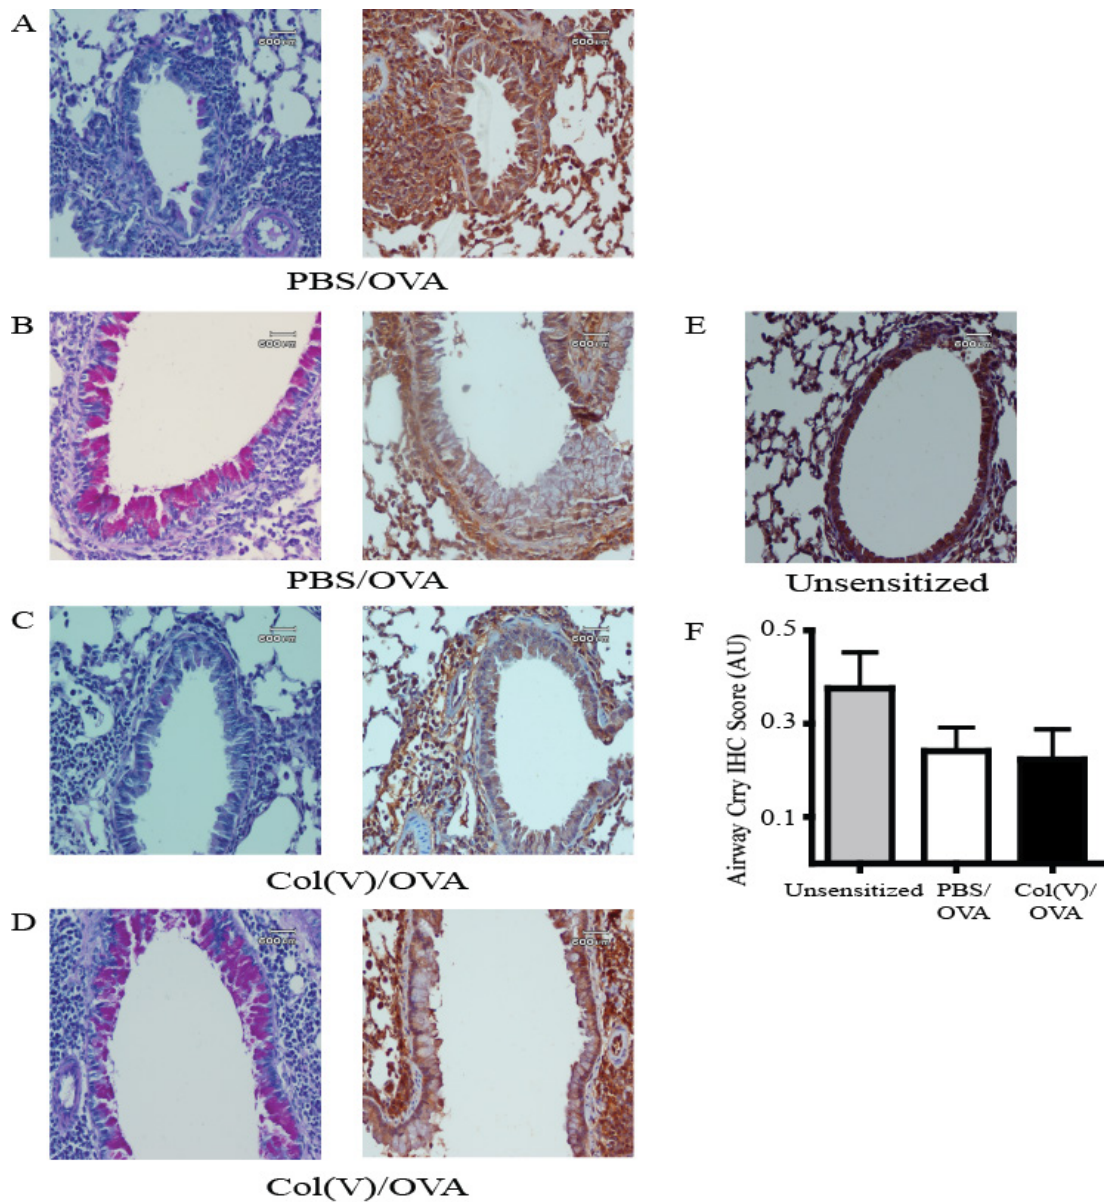 A
PBS/OVA
B
PBS/OVA
C
Col(V)/OVA
D
Col(V)/OVA
E
Unsensitized
F
Airway Crry IHC Score (AU)
0.5
0.3
0.1
Unsensitized
PBS/
OVA
Col(V)/
OVA